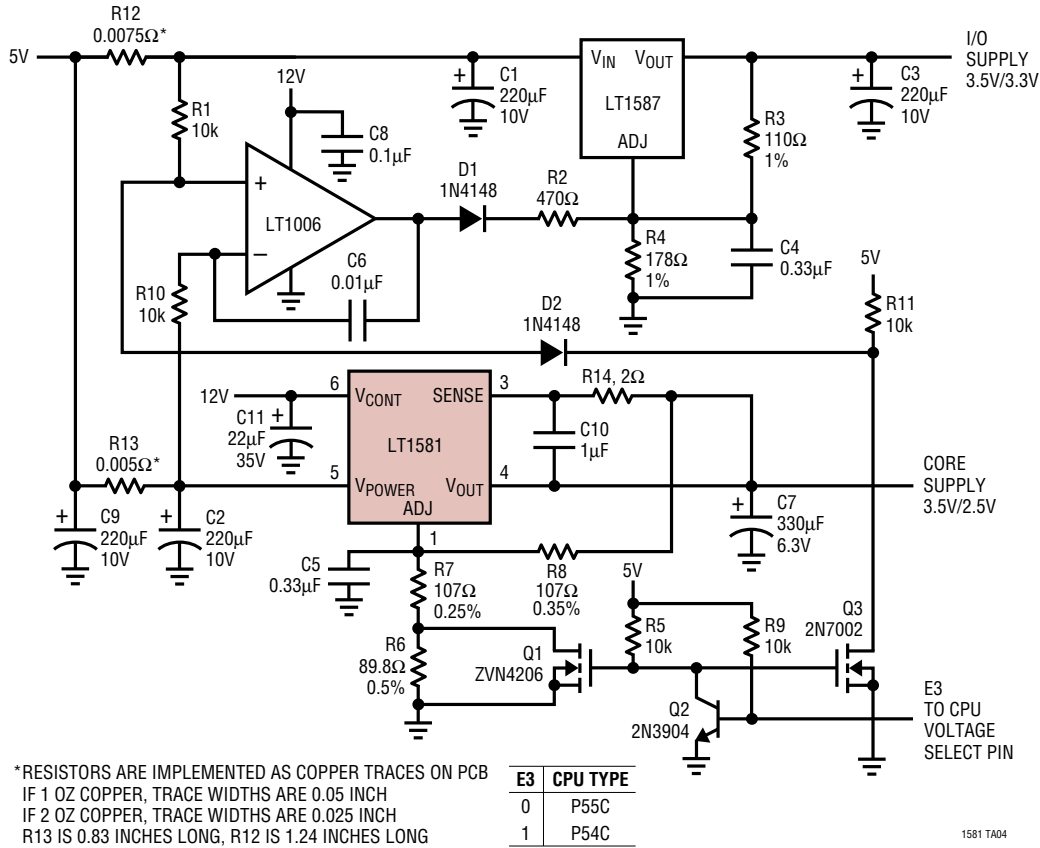 R12
0.0075Ω*
5V
R1
10k
12V
C8
0.1µF
C1
220µF
10V
+
VIN
VOUT
LT1587
ADJ
I/O
SUPPLY
3.5V/3.3V
C3
220µF
10V
+
R3
110Ω
1%
+
LT1006
–
D1
1N4148
R2
470Ω
R4
178Ω
1%
C4
0.33µF
C6
0.01µF
R10
10k
5V
R11
10k
D2
1N4148
12V
C11
22µF
35V
+
6
VCONT
SENSE
3
LT1581
5
VPOWER
VOUT
4
ADJ
1
R14, 2Ω
C10
1µF
R13
0.005Ω*
CORE
SUPPLY
3.5V/2.5V
+
C9
220µF
10V
+
C2
220µF
10V
+
C7
330µF
6.3V
C5
0.33µF
R7
107Ω
0.25%
R8
107Ω
0.35%
5V
R5
10k
R9
10k
Q3
2N7002
R6
89.8Ω
0.5%
Q1
ZVN4206
Q2
2N3904
E3
TO CPU
VOLTAGE
SELECT PIN
*RESISTORS ARE IMPLEMENTED AS COPPER TRACES ON PCB
IF 1 OZ COPPER, TRACE WIDTHS ARE 0.05 INCH
IF 2 OZ COPPER, TRACE WIDTHS ARE 0.025 INCH
R13 IS 0.83 INCHES LONG, R12 IS 1.24 INCHES LONG
E3 CPU TYPE
0 P55C
1 P54C
1581 TA04